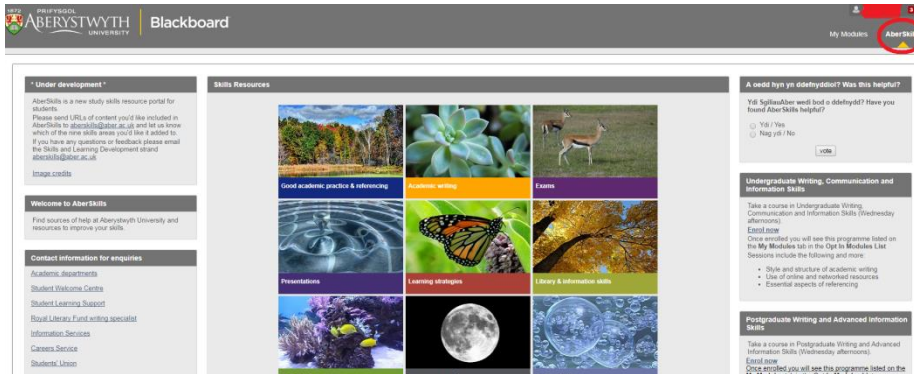 1872
PRIFYSGOL
ABERYSTWYTH
UNIVERSITY
Blackboard
My Modules
AberSkil
* Under development *
AberSkills is a new study skills resource portal for
students.
Please send URLs of content you'd like included in
AberSkills to aberskills@aber.ac.uk and let us know
which of the nine skills areas you'd like it added to.
If you have any questions or feedback please email
the Skills and Learning Development strand
aberskills@aber.ac.uk
Image credits
Welcome to AberSkills
Find sources of help at Aberystwyth University and
resources to improve your skills.
Contact information for enquiries
Academic departments
Student Welcome Centre
Student Learning Support
Royal Literary Fund writing specialist
Information Services
Careers Service
Students' Union
Skills Resources
Good academic practice & referencing
Academic writing
Exams
Presentations
Learning strategies
Library & information skills
A oedd hyn yn ddefnyddiol? Was this helpful?
Ydi SgiliauAber wedi bod o ddefnydd? Have you
found AberSkills helpful?
Ydi / Yes
Nag ydi / No
vote
Undergraduate Writing, Communication and
Information Skills
Take a course in Undergraduate Writing,
Communication and Information Skills (Wednesday
afternoons).
Enrol now
Once enrolled you will see this programme listed on
the My Modules tab in the Opt In Modules List
Sessions include the following and more:
• Style and structure of academic writing
• Use of online and networked resources
• Essential aspects of referencing
Postgraduate Writing and Advanced Information
Skills
Take a course in Postgraduate Writing and Advanced
Information Skills (Wednesday afternoons).
Enrol now
Once enrolled you will see this programme listed on the